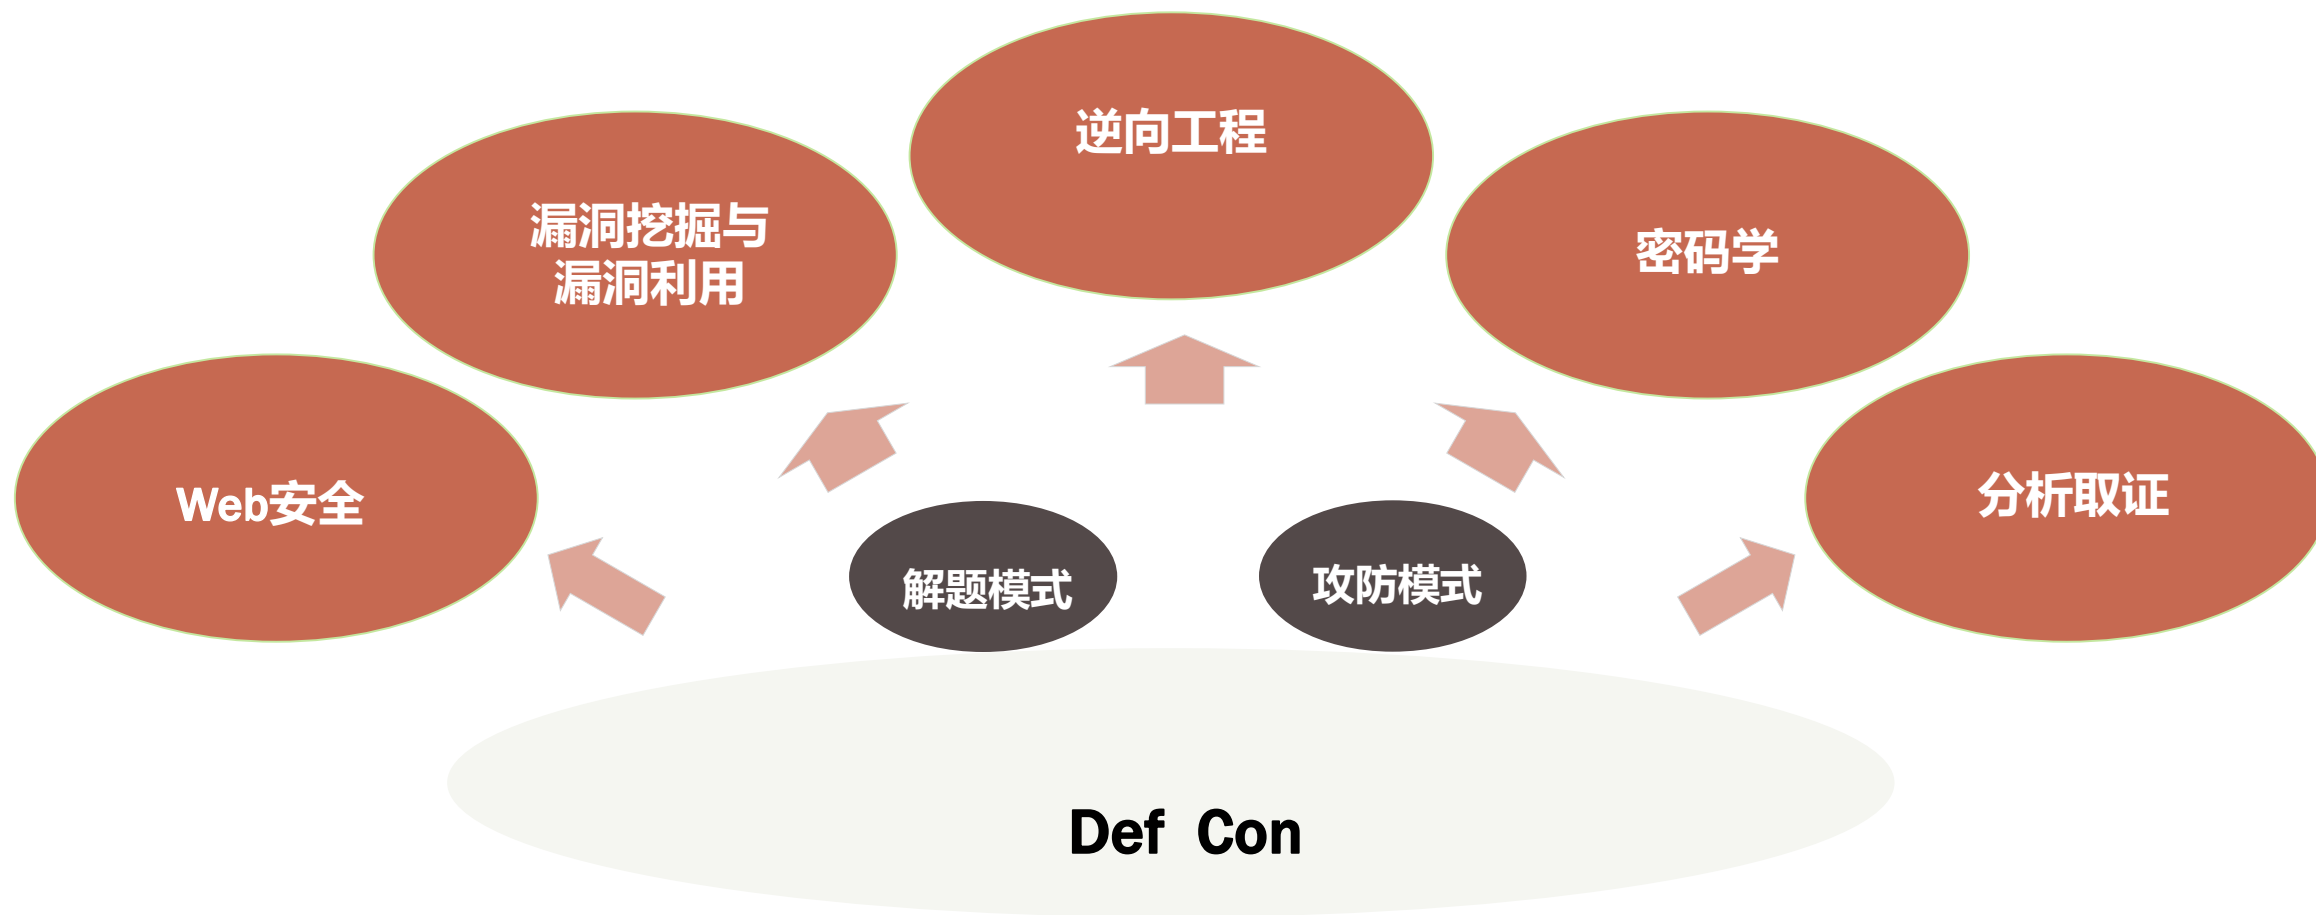 逆向工程
漏洞挖掘与
漏洞利用
密码学
Web安全
分析取证
解题模式
攻防模式
Def Con